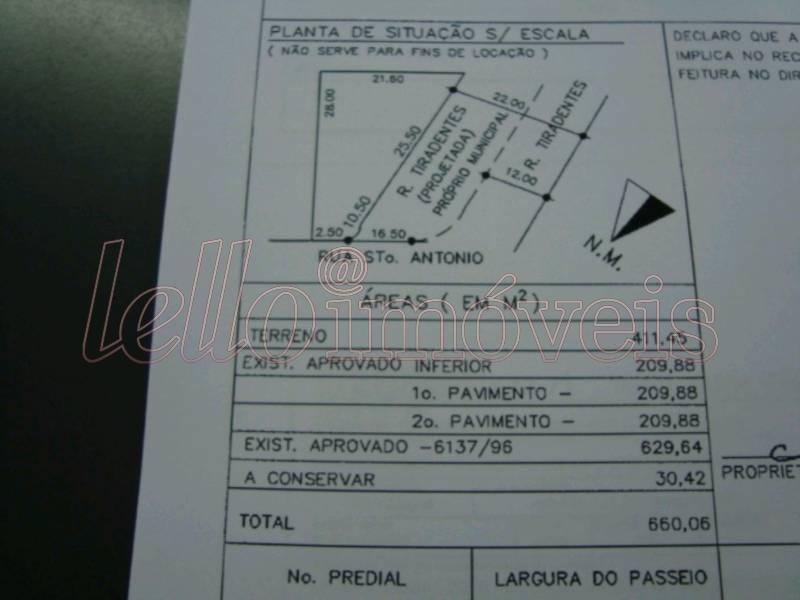 PLANTA DE SITUAÇÃO S/ ESCALA
( NÃO SERVE PARA FINS DE LOCAÇÃO )
DECLARO QUE A
IMPLICA NO REC
FEITURA NO DIR
21.60
28.00
25.50
10.50
2.50
16.50
22.00
12.00
R. TIRADENTES
(PROJETADA)
PRÓPRIO MUNICIPAL
R. TIRADENTES
N.M.
RUA STo. ANTONIO
lello@imóveis
ÁREAS ( EM M2 )
TERRENO 411.45
EXIST. APROVADO INFERIOR 209,88
1o. PAVIMENTO - 209,88
2o. PAVIMENTO - 209,88
EXIST. APROVADO -6137/96 629,64
A CONSERVAR 30,42
TOTAL 660,06
PROPRIET
No. PREDIAL LARGURA DO PASSEIO